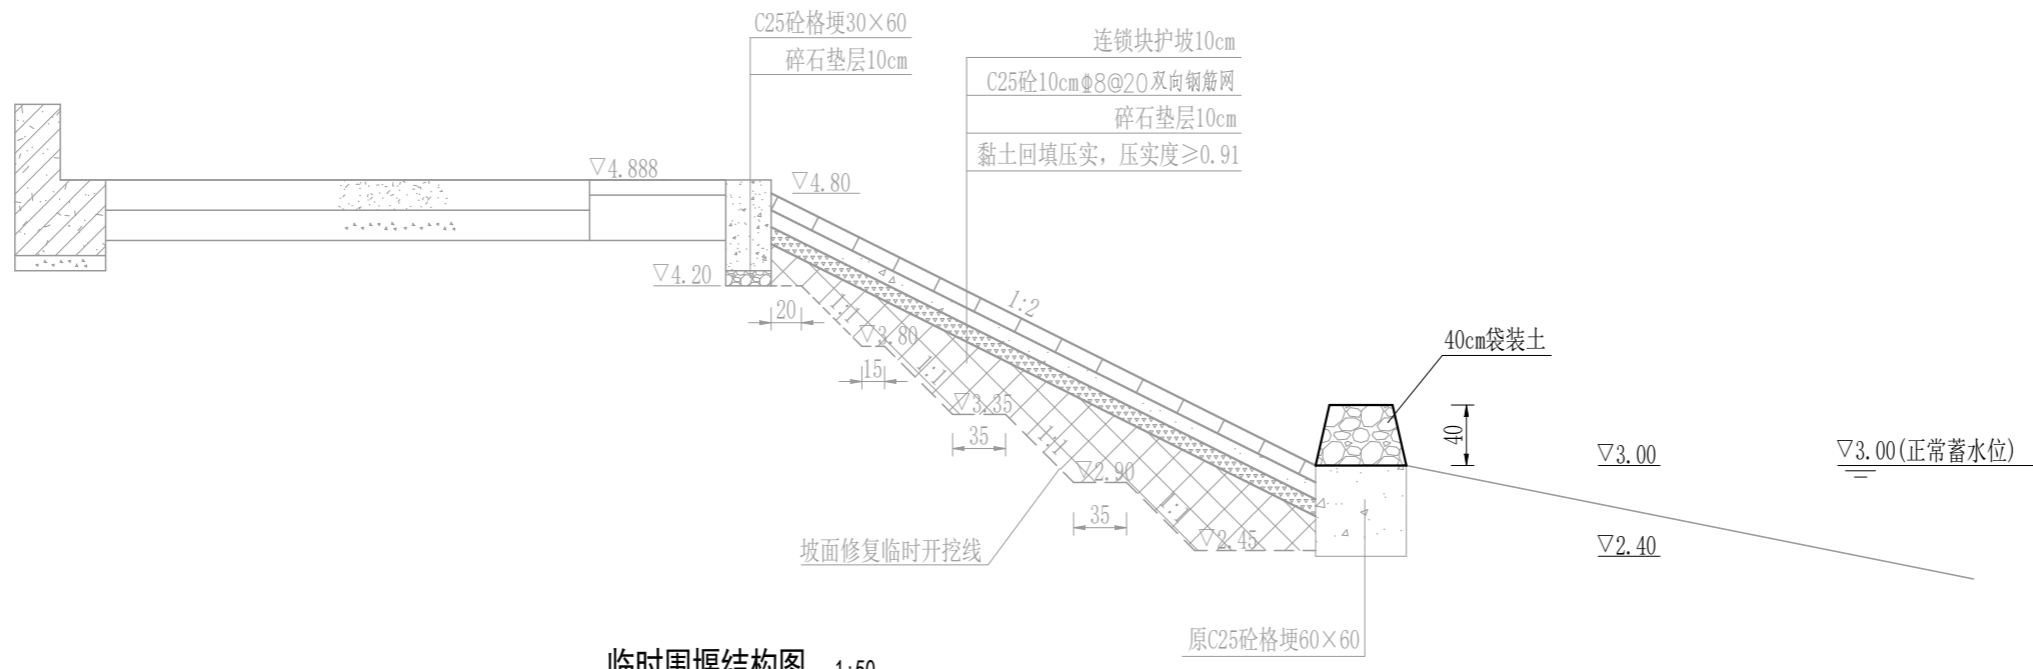 C25砼格埂30×60
碎石垫层10cm
连锁块护坡10cm
C25砼10cmΦ8@20双向钢筋网
碎石垫层10cm
黏土回填压实，压实度≥0.91
▽4.888
▽4.80
▽4.20
20
1:1
▽3.80
15
1:1
▽3.35
35
1:1
▽2.90
35
1:1
▽2.45
1:2
40cm袋装土
40
▽3.00
▽3.00(正常蓄水位)
▽2.40
坡面修复临时开挖线
原C25砼格埂60×60
临时围堰结构图 1:50